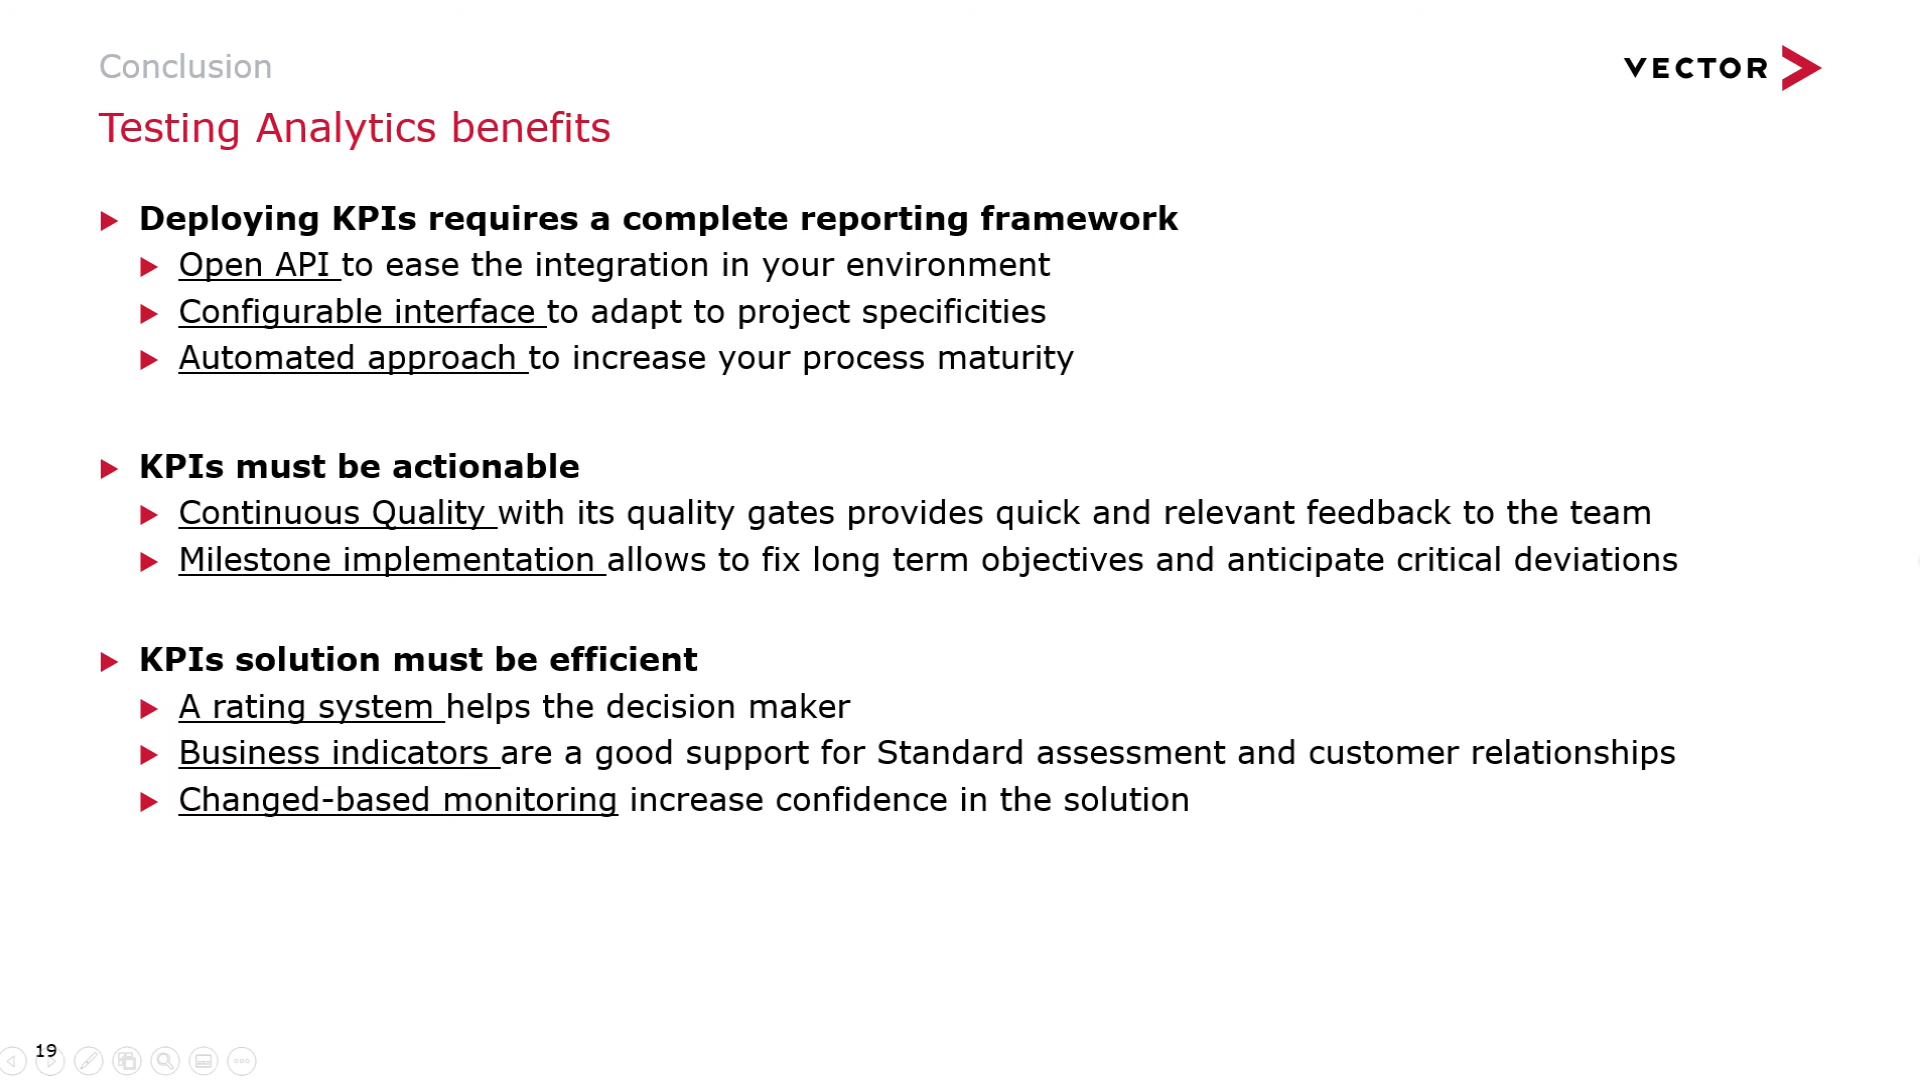 Conclusion
VECTOR
Testing Analytics benefits
Deploying KPIs requires a complete reporting framework
Open API to ease the integration in your environment
Configurable interface to adapt to project specificities
Automated approach to increase your process maturity
KPIs must be actionable
Continuous Quality with its quality gates provides quick and relevant feedback to the team
Milestone implementation allows to fix long term objectives and anticipate critical deviations
KPIs solution must be efficient
A rating system helps the decision maker
Business indicators are a good support for Standard assessment and customer relationships
Changed-based monitoring increase confidence in the solution
19